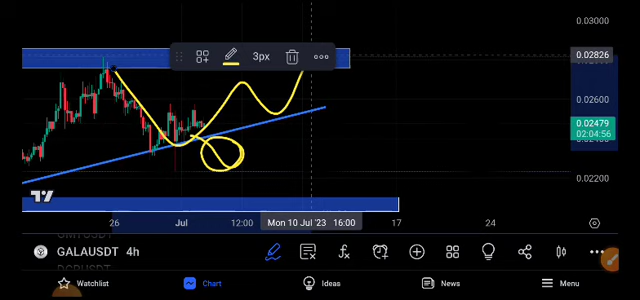 0.03000
3px
0.02826
0.02600
0.02479
02:04:56
0.02200
26
Jul
12:00
Mon 10 Jul '23 16:00
17
24
GALAUSDT 4h
Watchlist
Chart
Ideas
News
Menu